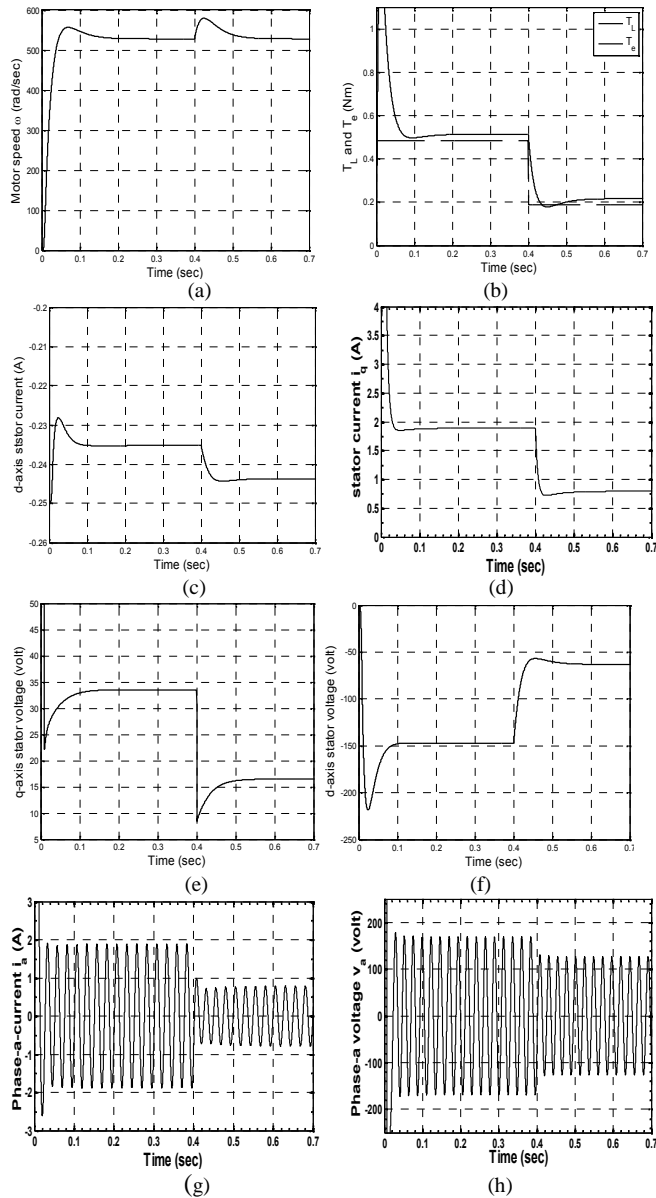 600
500
400
300
200
100
0
0 0.1 0.2 0.3 0.4 0.5 0.6 0.7
Motor speed ω (rad/sec)
Time (sec)
(a)
1
0.8
0.6
0.4
0.2
0
0 0.1 0.2 0.3 0.4 0.5 0.6 0.7
T_L and T_e (Nm)
T_L
T_e
Time (sec)
(b)
-0.2
-0.21
-0.22
-0.23
-0.24
-0.25
-0.26
0 0.1 0.2 0.3 0.4 0.5 0.6 0.7
d-axis ststor current (A)
Time (sec)
(c)
4
3.5
3
2.5
2
1.5
1
0.5
0
0 0.1 0.2 0.3 0.4 0.5 0.6 0.7
stator current i_q (A)
Time (sec)
(d)
50
45
40
35
30
25
20
15
10
5
0 0.1 0.2 0.3 0.4 0.5 0.6 0.7
q-axis stator voltage (volt)
Time (sec)
(e)
0
-50
-100
-150
-200
-250
0 0.1 0.2 0.3 0.4 0.5 0.6 0.7
d-axis stator voltage (volt)
Time (sec)
(f)
3
2
1
0
-1
-2
-3
0 0.1 0.2 0.3 0.4 0.5 0.6 0.7
Phase-a-current i_a (A)
Time (sec)
(g)
200
100
0
-100
-200
0 0.1 0.2 0.3 0.4 0.5 0.6 0.7
Phase-a voltage v_a (volt)
Time (sec)
(h)